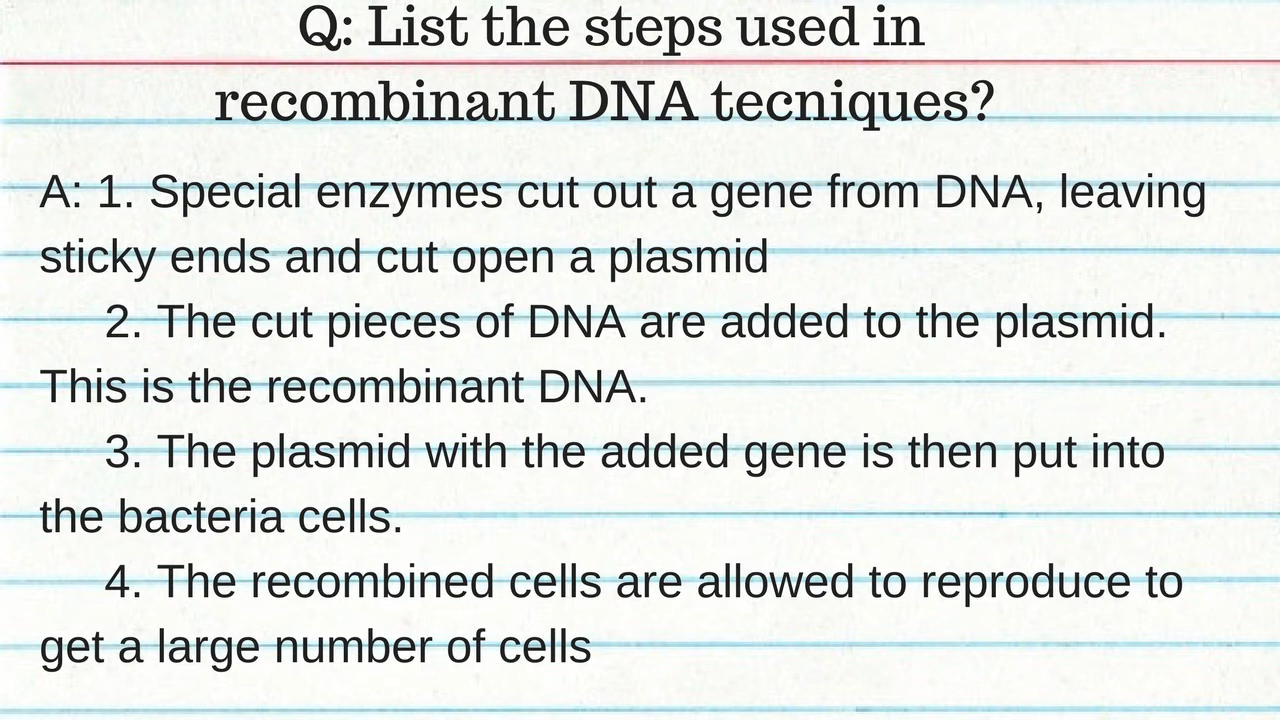 Q: List the steps used in
recombinant DNA tecniques?
A: 1. Special enzymes cut out a gene from DNA, leaving
sticky ends and cut open a plasmid
2. The cut pieces of DNA are added to the plasmid.
This is the recombinant DNA.
3. The plasmid with the added gene is then put into
the bacteria cells.
4. The recombined cells are allowed to reproduce to
get a large number of cells